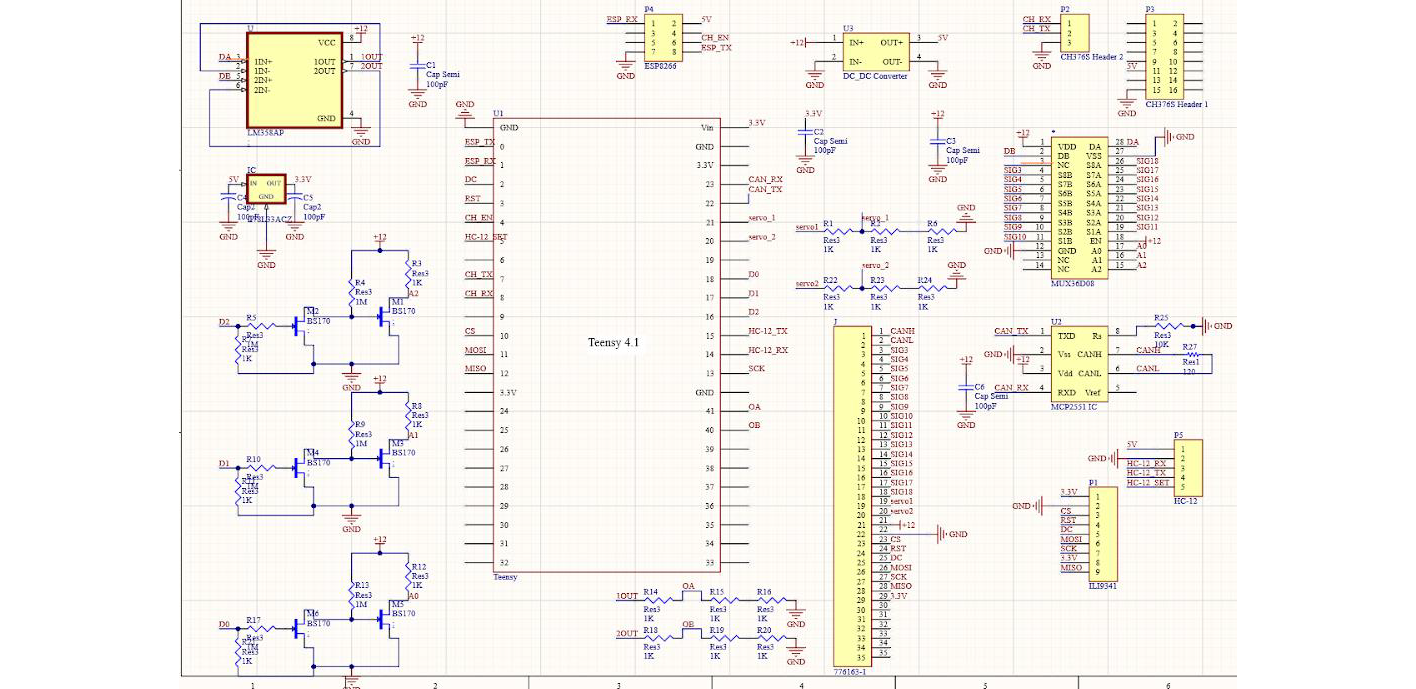 U
VCC
8
+12
DA
3
1IN+
1OUT
1
1OUT
2
1IN-
2OUT
7
2OUT
DB
5
2IN+
6
2IN-
GND
4
GND
LM358AP
+12
C1
Cap Semi
100pF
GND
P4
ESP_RX
1
2
5V
3
4
5
6
CH_EN
7
8
ESP_TX
GND
ESP8266
U3
+12
1
IN+
OUT+
3
5V
2
IN-
OUT-
4
GND
GND
DC_DC Converter
P2
CH_RX
1
CH_TX
2
3
GND
CH376S Header 2
P3
1 2
3 4
5 6
7 8
9 10
5V
11 12
13 14
15 16
GND
CH376S Header 1
IC
5V
IN OUT
3.3V
GND
C4
Cap2
100pF
C5
Cap2
100pF
GND
GND
GND
GND
U1
GND
Vin
3.3V
ESP_TX
0
GND
ESP_RX
1
3.3V
DC
2
23
CAN_RX
RST
3
22
CAN_TX
CH_EN
4
21
servo_1
HC-12_SET
5
20
servo_2
6
19
CH_TX
7
18
D0
CH_RX
8
17
D1
9
16
D2
CS
10
15
HC-12_TX
MOSI
11
14
HC-12_RX
MISO
12
13
SCK
3.3V
GND
24
41
OA
25
40
OB
26
39
27
38
28
37
29
36
30
35
31
34
32
33
Teensy 4.1
Teensy
3.3V
C2
Cap Semi
100pF
GND
+12
C3
Cap Semi
100pF
GND
servo1
R1
Res3
1K
servo_1
R2
Res3
1K
R6
Res3
1K
GND
servo2
R22
Res3
1K
servo_2
R23
Res3
1K
R24
Res3
1K
GND
*
+12
1
VDD
DA
28
DA
DB
2
DB
VSS
27
GND
3
NC
S8A
26
SIG18
SIG3
4
S8B
S7A
25
SIG17
SIG4
5
S7B
S6A
24
SIG16
SIG5
6
S6B
S5A
23
SIG15
SIG6
7
S5B
S4A
22
SIG14
SIG7
8
S4B
S3A
21
SIG13
SIG8
9
S3B
S2A
20
SIG12
SIG9
10
S2B
S1A
19
SIG11
SIG10
11
S1B
EN
18
+12
GND
12
GND
A0
17
A0
13
NC
A1
16
A1
14
NC
A2
15
A2
MUX36D08
+12
R3
Res3
1K
R4
Res3
1M
A2
M1
BS170
M2
BS170
D2
R5
Res3
1M
Res3
1K
GND
+12
R8
Res3
1K
R9
Res3
1M
A1
M3
BS170
M4
BS170
D1
R10
Res3
1M
Res3
1K
GND
+12
R12
Res3
1K
R13
Res3
1M
A0
M5
BS170
M6
BS170
D0
R17
Res3
1M
Res3
1K
GND
J
1
1
CANH
2
2
CANL
3
3
SIG3
4
4
SIG4
5
5
SIG5
6
6
SIG6
7
7
SIG7
8
8
SIG8
9
9
SIG9
10
10
SIG10
11
11
SIG11
12
12
SIG12
13
13
SIG13
14
14
SIG14
15
15
SIG15
16
16
SIG16
17
17
SIG17
18
18
SIG18
19
19
servo1
20
20
servo2
21
21
+12
22
22
GND
23
23
CS
24
24
RST
25
25
DC
26
26
MOSI
27
27
SCK
28
28
MISO
29
29
3.3V
30
30
31
31
32
32
33
33
34
34
35
35
776163-1
U2
CAN_TX
1
TXD
Rs
8
GND
2
Vss
CANH
7
CANH
+12
3
Vdd
CANL
6
CANL
CAN_RX
4
RXD
Vref
5
MCP2551 IC
R25
Res3
10K
GND
R27
Res1
120
+12
C6
Cap Semi
100pF
GND
P5
5V
1
GND
2
HC-12_RX
3
HC-12_TX
4
HC-12_SET
5
HC-12
P1
3.3V
1
GND
2
CS
3
RST
4
DC
5
MOSI
6
SCK
7
3.3V
8
MISO
9
ILI9341
1OUT
R14
Res3
1K
OA
R15
Res3
1K
R16
Res3
1K
GND
2OUT
R18
Res3
1K
OB
R19
Res3
1K
R20
Res3
1K
GND
1
2
3
4
5
6